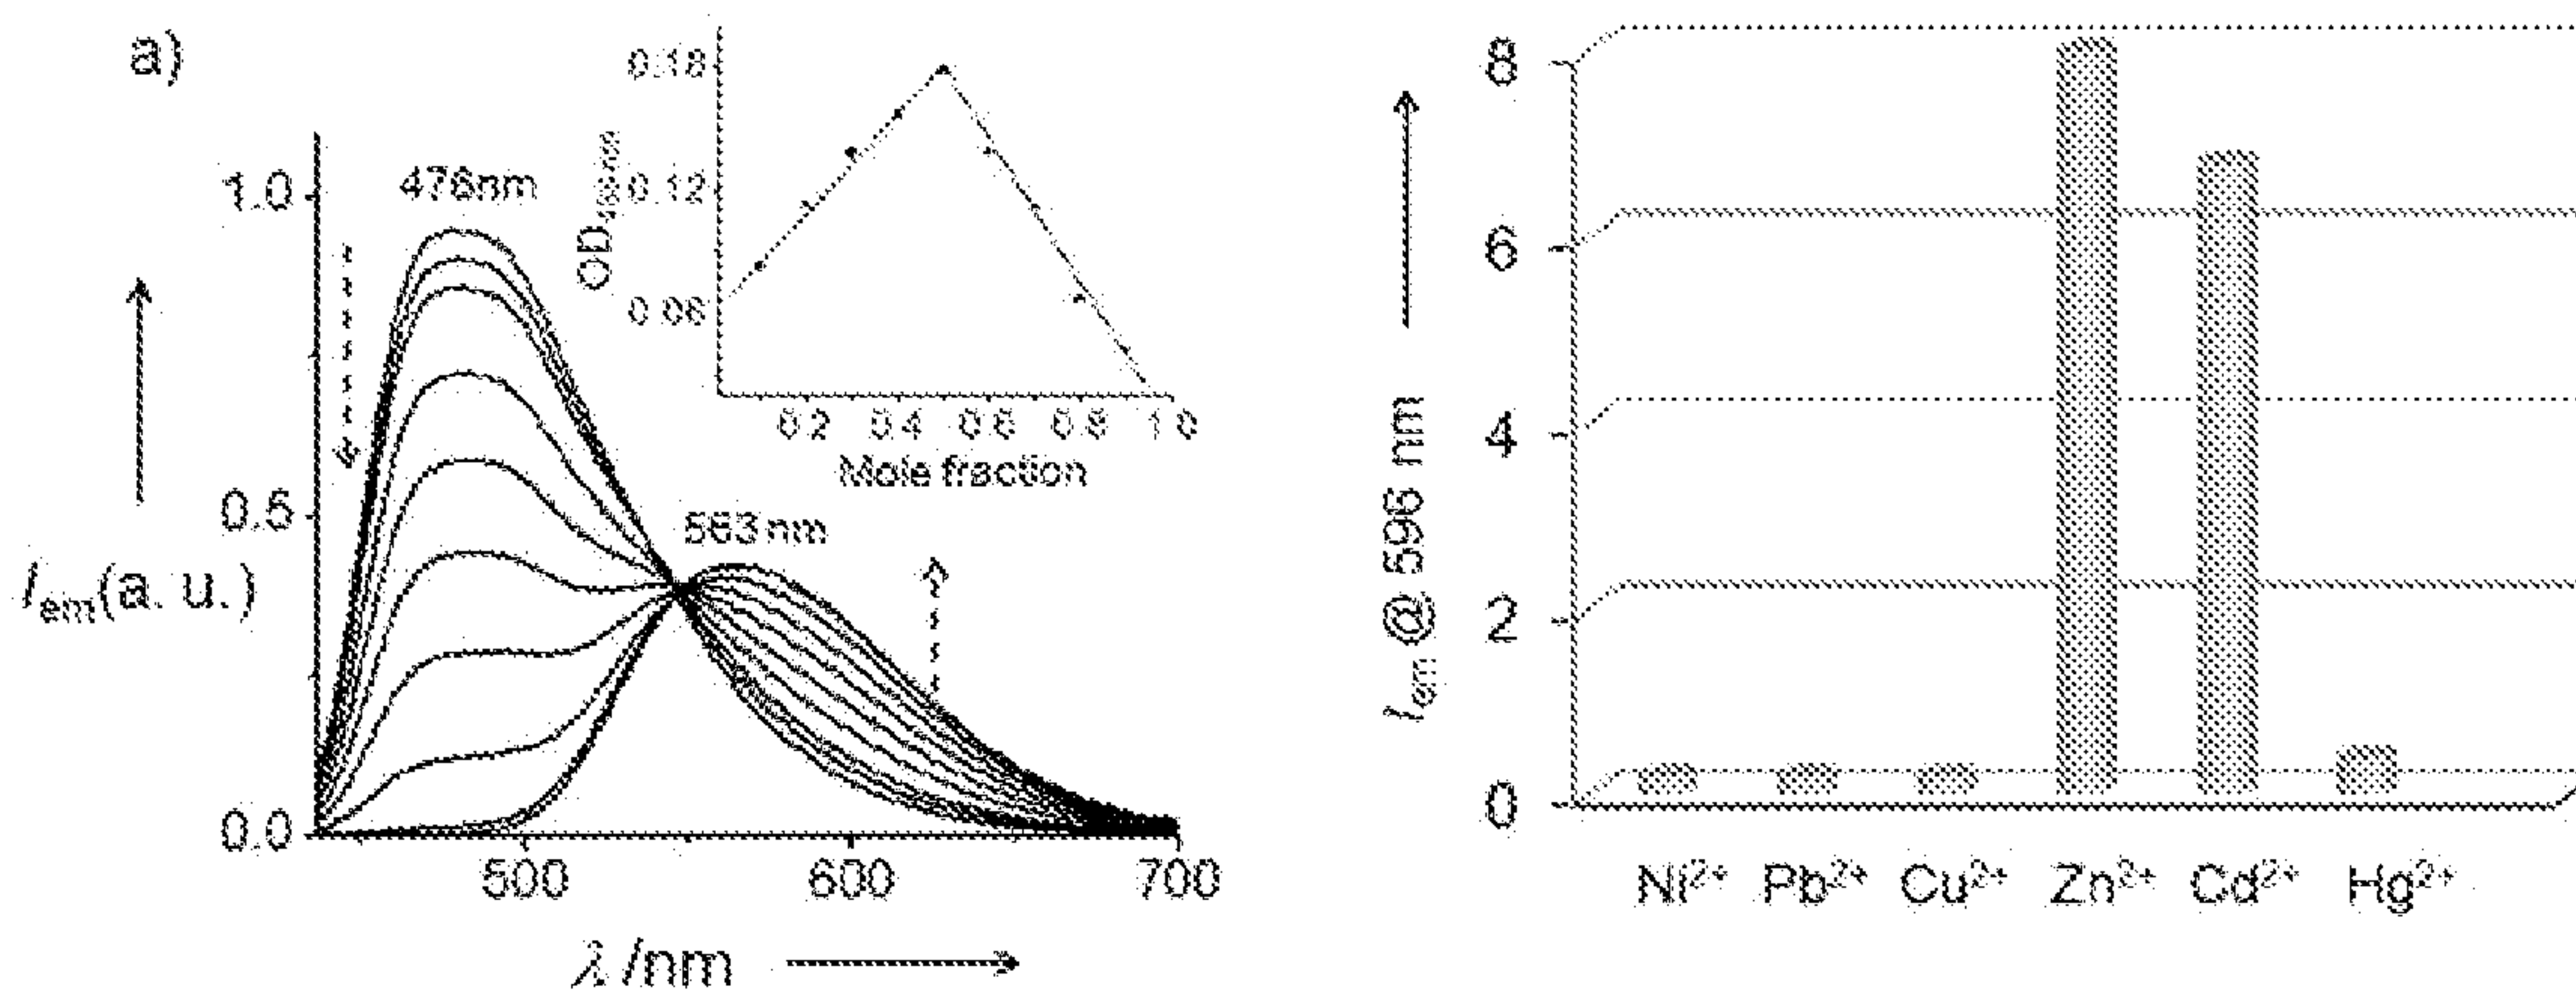 a)
1.0
0.5
0.0
I em (a. u.)
476nm
563nm
500 600 700
λ /nm
0.18
0.12
0.06
0.2 0.4 0.6 0.8 1.0
Mole fraction
8
6
4
2
0
I em @ 596 nm
Ni2+ Pb2+ Cu2+ Zn2+ Cd2+ Hg2+